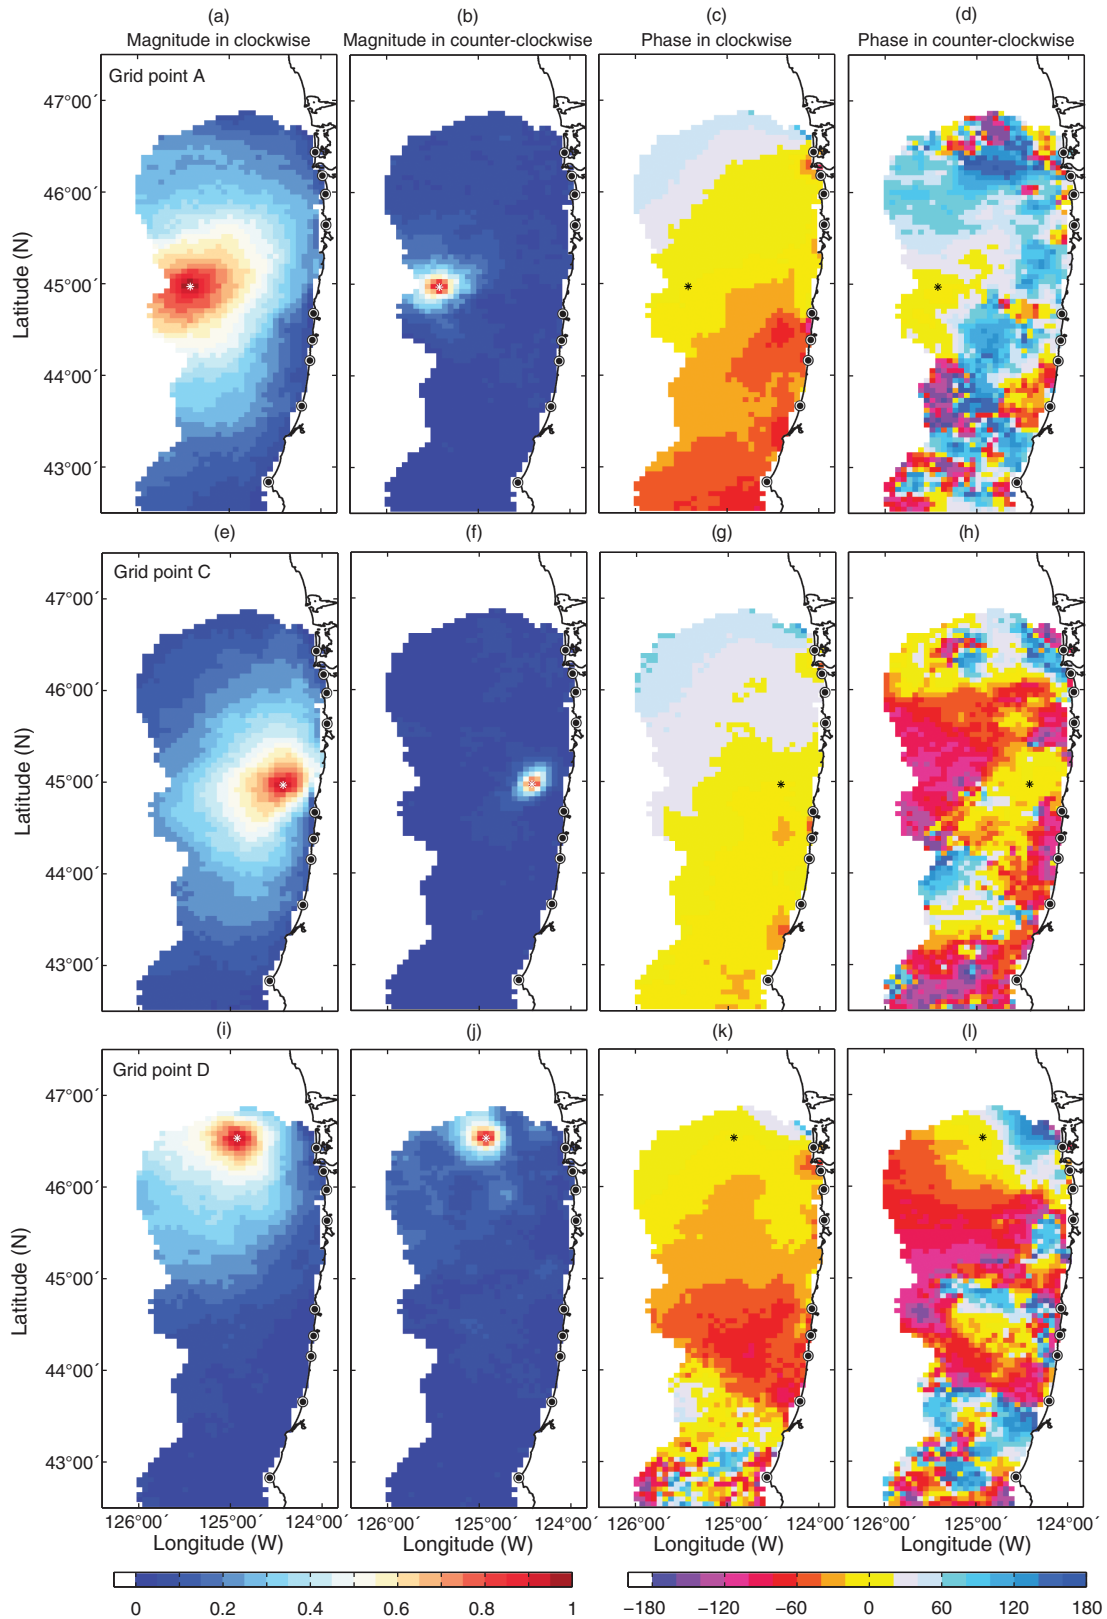 (a) (b) (c) (d)
Magnitude in clockwise Magnitude in counter-clockwise Phase in clockwise Phase in counter-clockwise
Grid point A
47°00´
46°00´
45°00´
44°00´
43°00´
Latitude (N)
(e) (f) (g) (h)
Grid point C
47°00´
46°00´
45°00´
44°00´
43°00´
Latitude (N)
(i) (j) (k) (l)
Grid point D
47°00´
46°00´
45°00´
44°00´
43°00´
Latitude (N)
126°00´ 125°00´ 124°00´ 126°00´ 125°00´ 124°00´ 126°00´ 125°00´ 124°00´ 126°00´ 125°00´ 124°00´
Longitude (W) Longitude (W) Longitude (W) Longitude (W)
0 0.2 0.4 0.6 0.8 1 −180 −120 −60 0 60 120 180